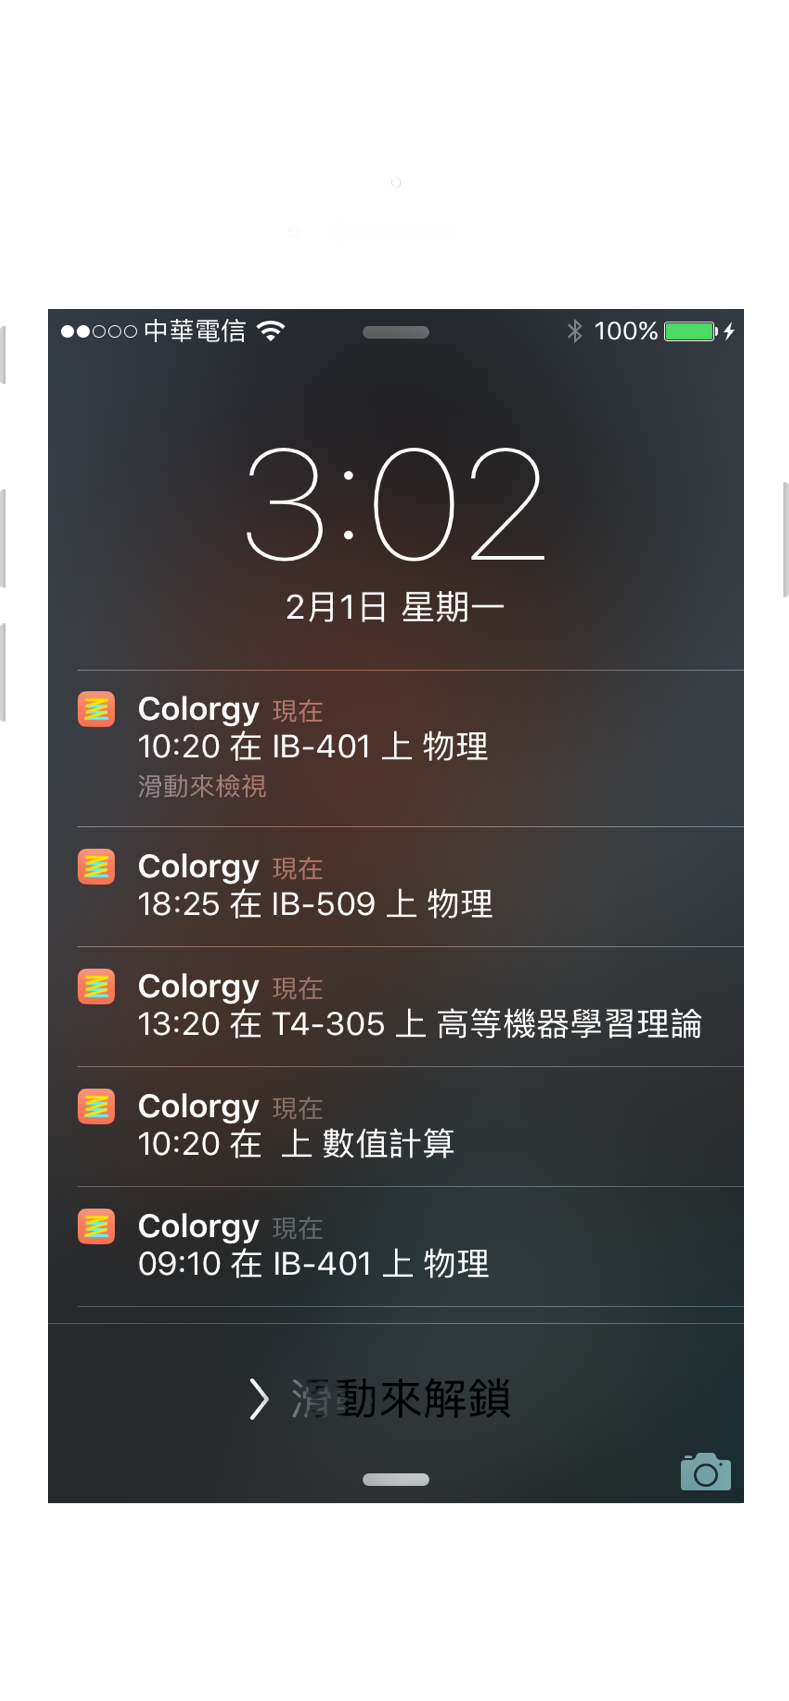 中華電信 100%
3:02
2月1日 星期一
Colorgy 現在
10:20 在 IB-401 上 物理
滑動來檢視
Colorgy 現在
18:25 在 IB-509 上 物理
Colorgy 現在
13:20 在 T4-305 上 高等機器學習理論
Colorgy 現在
10:20 在  上 數值計算
Colorgy 現在
09:10 在 IB-401 上 物理
滑動來解鎖